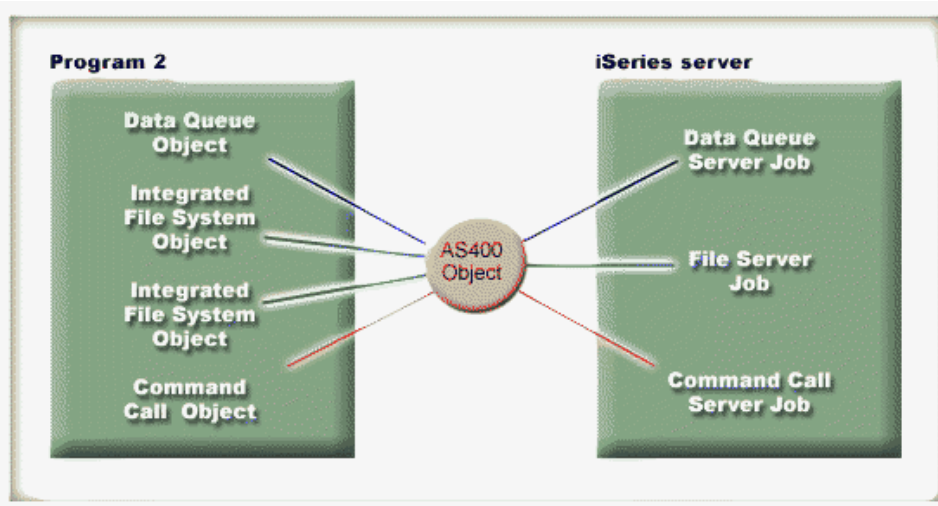 Program 2
iSeries server
Data Queue
Object
Integrated
File System
Object
Integrated
File System
Object
Command
Call Object
AS400
Object
Data Queue
Server Job
File Server
Job
Command Call
Server Job